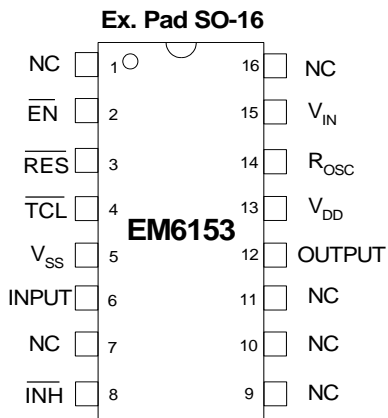 Ex. Pad SO-16
NC 1 16 NC
EN 2 15 VIN
RES 3 14 ROSC
TCL 4 13 VDD
EM6153
VSS 5 12 OUTPUT
INPUT 6 11 NC
NC 7 10 NC
INH 8 9 NC